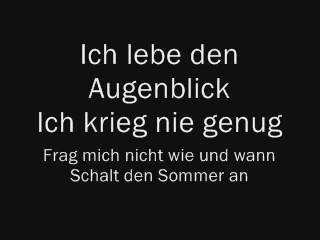 Ich lebe den
Augenblick
Ich krieg nie genug
Frag mich nicht wie und wann
Schalt den Sommer an